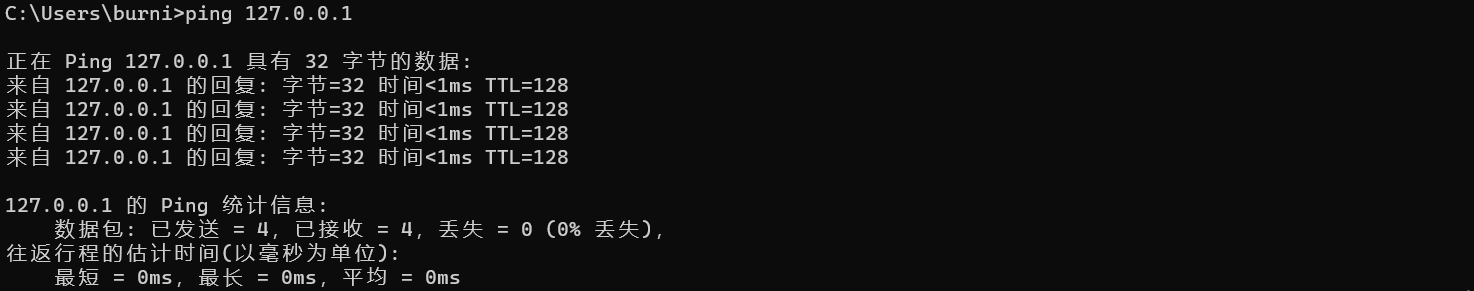 C:\Users\burni>ping 127.0.0.1
正在 Ping 127.0.0.1 具有 32 字节的数据:
来自 127.0.0.1 的回复: 字节=32 时间<1ms TTL=128
来自 127.0.0.1 的回复: 字节=32 时间<1ms TTL=128
来自 127.0.0.1 的回复: 字节=32 时间<1ms TTL=128
来自 127.0.0.1 的回复: 字节=32 时间<1ms TTL=128
127.0.0.1 的 Ping 统计信息:
数据包: 已发送 = 4，已接收 = 4，丢失 = 0 (0% 丢失)，
往返行程的估计时间(以毫秒为单位):
最短 = 0ms，最长 = 0ms，平均 = 0ms